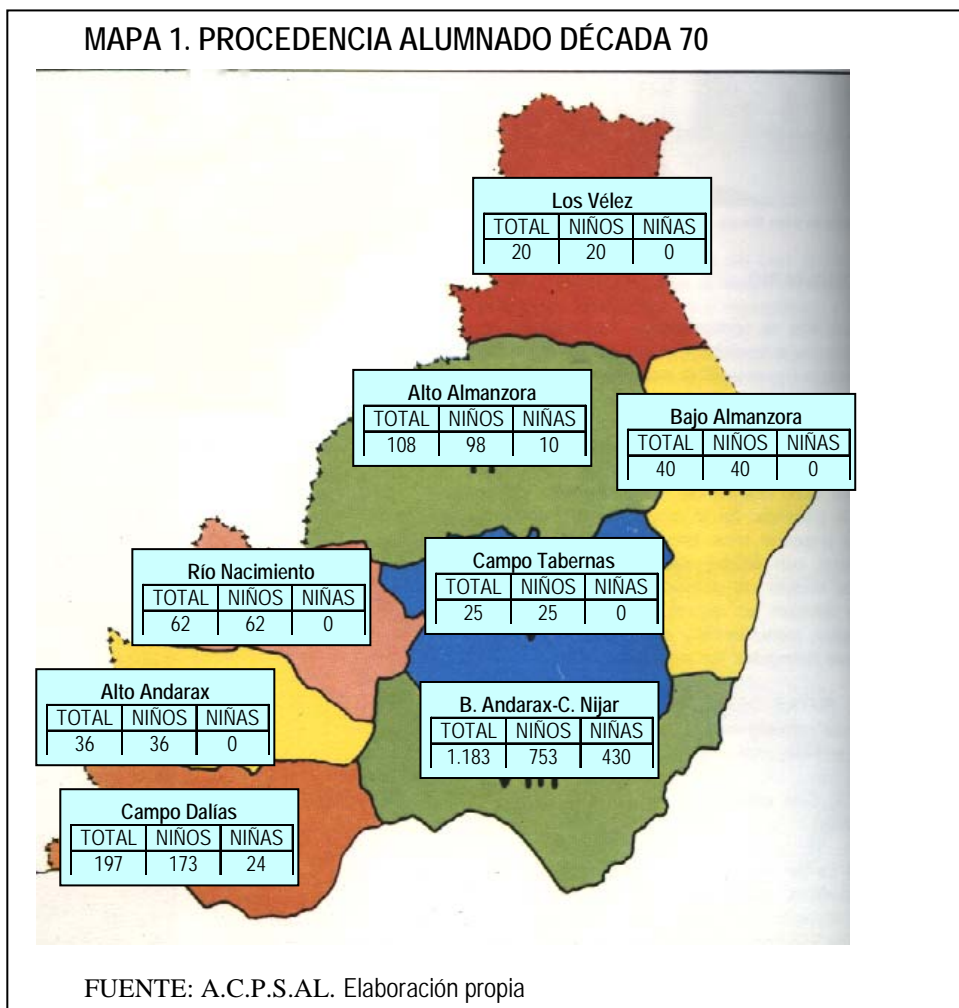 MAPA 1. PROCEDENCIA ALUMNADO DÉCADA 70
Los Vélez
TOTAL NIÑOS NIÑAS
20 20 0
Alto Almanzora
TOTAL NIÑOS NIÑAS
108 98 10
Bajo Almanzora
TOTAL NIÑOS NIÑAS
40 40 0
Río Nacimiento
TOTAL NIÑOS NIÑAS
62 62 0
Campo Tabernas
TOTAL NIÑOS NIÑAS
25 25 0
Alto Andarax
TOTAL NIÑOS NIÑAS
36 36 0
B. Andarax-C. Nijar
TOTAL NIÑOS NIÑAS
1.183 753 430
Campo Dalías
TOTAL NIÑOS NIÑAS
197 173 24
FUENTE: A.C.P.S.AL. Elaboración propia